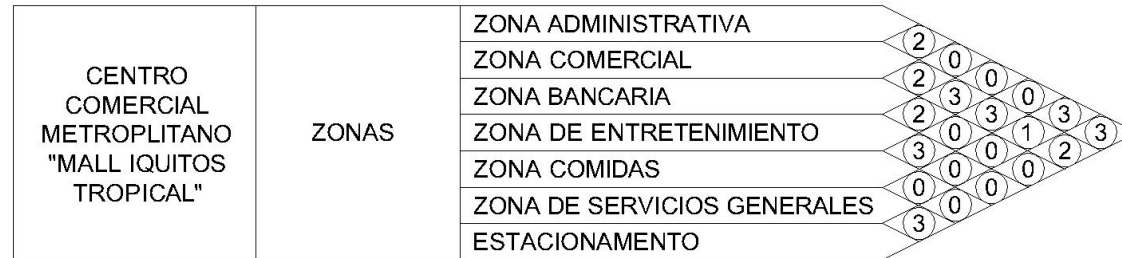 CENTRO
COMERCIAL
METROPLITANO
"MALL IQUITOS
TROPICAL"
ZONAS
ZONA ADMINISTRATIVA
ZONA COMERCIAL
ZONA BANCARIA
ZONA DE ENTRETENIMIENTO
ZONA COMIDAS
ZONA DE SERVICIOS GENERALES
ESTACIONAMENTO
2
0
2 0
3 0
2 3 3
0 1 3
3 0 2
0 0
0 0
0
3